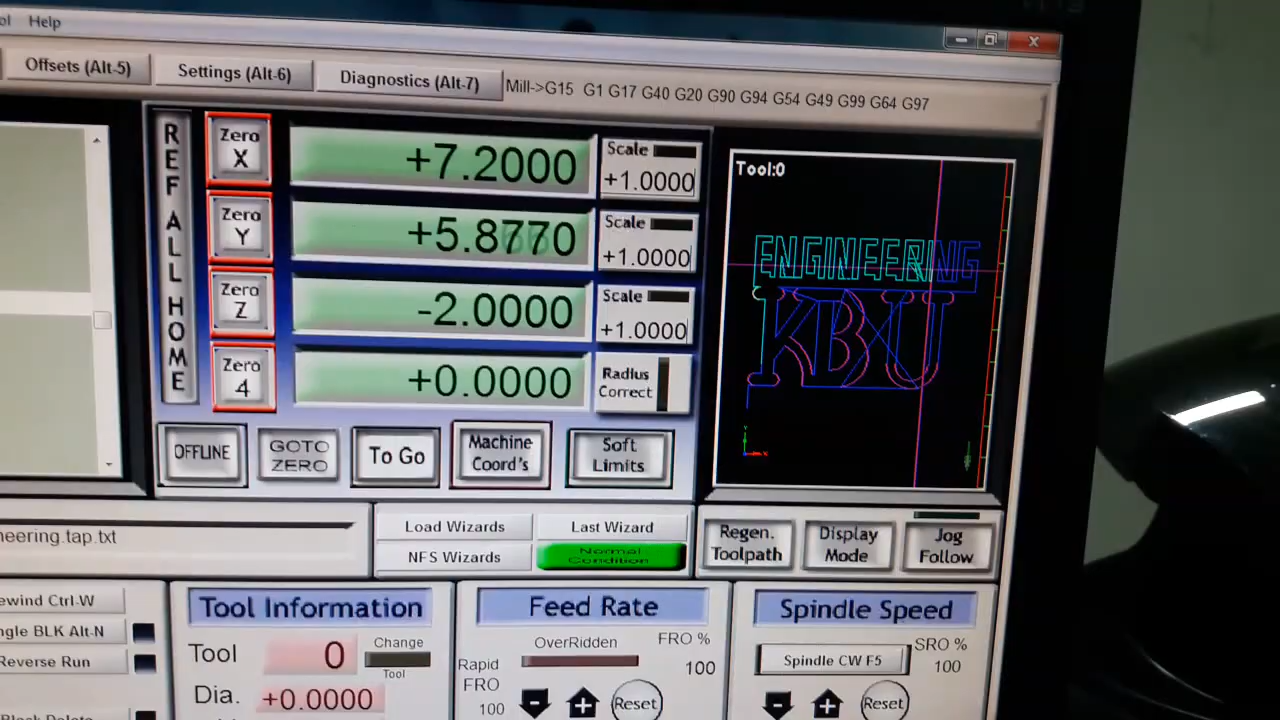 ol Help
Offsets (Alt-5) Settings (Alt-6) Diagnostics (Alt-7) Mill->G15 G1 G17 G40 G20 G90 G94 G54 G49 G99 G64 G97
REF ALL HOME
Zero X +7.2000 Scale +1.0000
Zero Y +5.8770 Scale +1.0000
Zero Z -2.0000 Scale +1.0000
Zero 4 +0.0000 Radius Correct
OFFLINE GOTO ZERO To Go Machine Coord's Soft Limits
Tool:0
ENGINEERING
KBU
Y
X
neering.tap.txt
Load Wizards Last Wizard
NFS Wizards Normal Condition
Regen. Toolpath Display Mode Jog Follow
ewind Ctrl-W
ngle BLK Alt-N
Reverse Run
Block Delete
Tool Information
Tool 0 Change Tool
Dia. +0.0000
Feed Rate
OverRidden FRO %
100
Rapid FRO
100 Reset
Spindle Speed
Spindle CW F5 SRO %
100
Reset